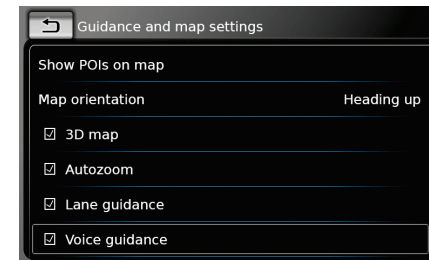 Guidance and map settings
Show POIs on map
Map orientation Heading up
☑ 3D map
☑ Autozoom
☑ Lane guidance
☑ Voice guidance